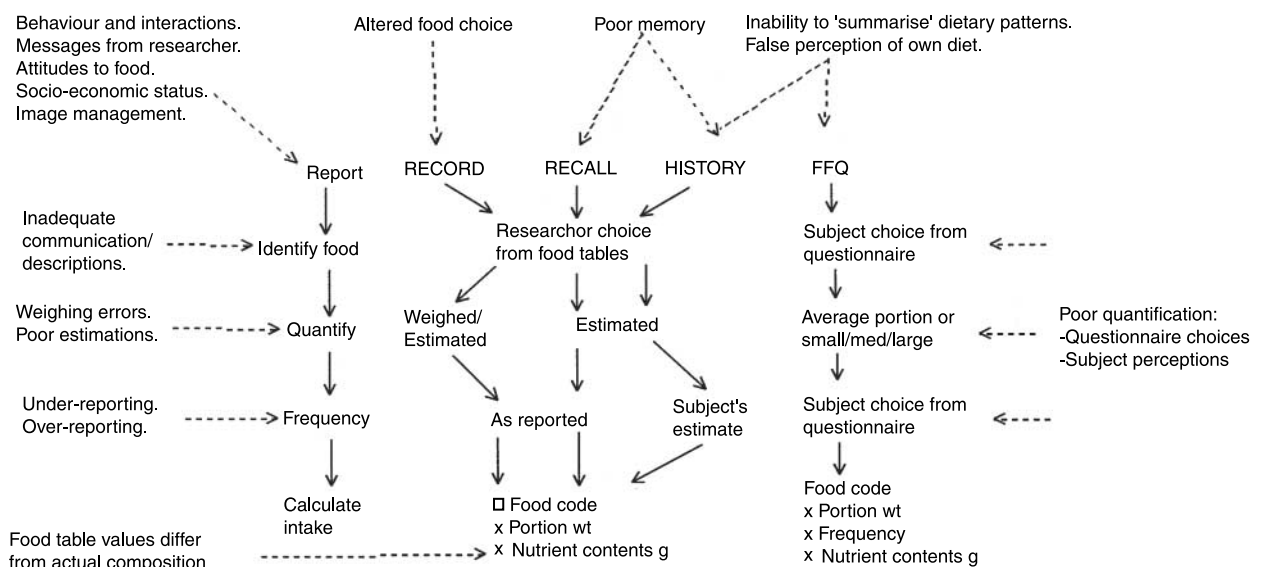 Behaviour and interactions.
Messages from researcher.
Attitudes to food.
Socio-economic status.
Image management.
Altered food choice
Poor memory
Inability to 'summarise' dietary patterns.
False perception of own diet.
Report
RECORD
RECALL
HISTORY
FFQ
Inadequate
communication/
descriptions.
Identify food
Researchor choice
from food tables
Subject choice from
questionnaire
Weighing errors.
Poor estimations.
Quantify
Weighed/
Estimated
Estimated
Average portion or
small/med/large
Poor quantification:
-Questionnaire choices
-Subject perceptions
Under-reporting.
Over-reporting.
Frequency
As reported
Subject's
estimate
Subject choice from
questionnaire
Calculate
intake
□ Food code
x Portion wt
x Nutrient contents g
Food code
x Portion wt
x Frequency
x Nutrient contents g
Food table values differ
from actual composition